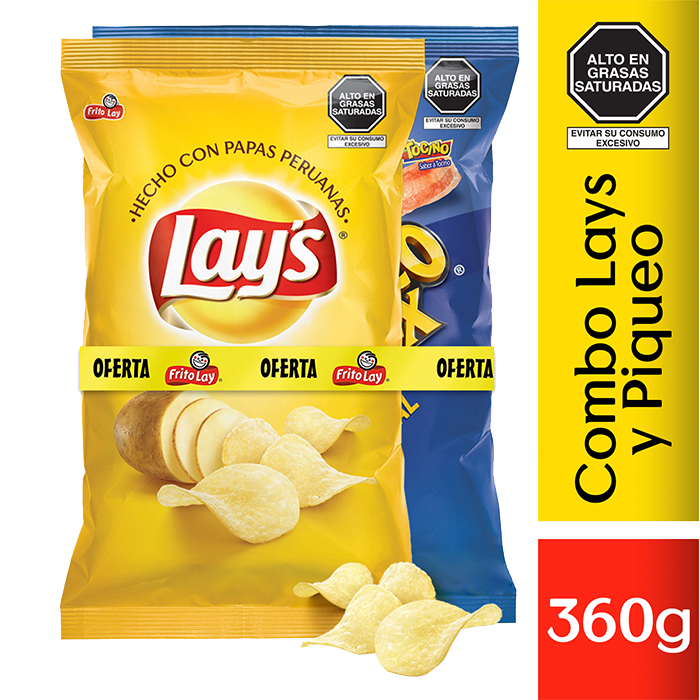 Frito Lay
ALTO EN
GRASAS
SATURADAS
EVITAR SU CONSUMO
EXCESIVO
·HECHO CON PAPAS PERUANAS·
Lay's®
ALTO EN
GRASAS
SATURADAS
EVITAR SU CONSUMO
EXCESIVO
TOCINO
Sabor a Tocino
®
OFERTA Frito Lay® OFERTA Frito Lay® OFERTA
ALTO EN
GRASAS
SATURADAS
EVITAR SU CONSUMO
EXCESIVO
Combo Lays
y Piqueo
360g